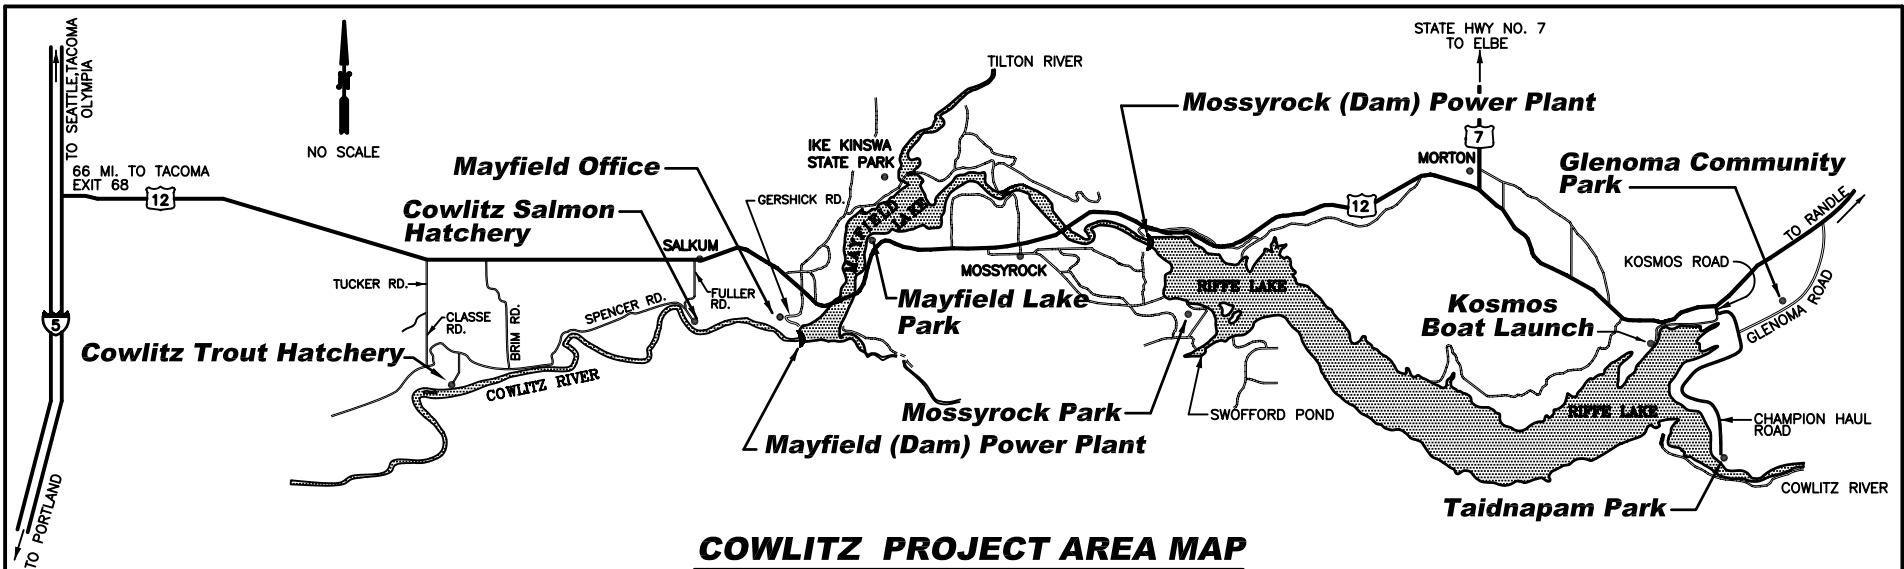 TO SEATTLE,TACOMA
OLYMPIA
66 MI. TO TACOMA
EXIT 68
12
5
TO PORTLAND
N
NO SCALE
TUCKER RD.
CLASSE
RD.
BRIM RD.
SPENCER RD.
FULLER
RD.
SALKUM
Cowlitz Salmon
Hatchery
Cowlitz Trout Hatchery
COWLITZ RIVER
Mayfield Office
GERSHICK RD.
IKE KINSWA
STATE PARK
TILTON RIVER
MAYFIELD
LAKE
MAYFIELD LAKE
Mayfield Lake
Park
MOSSYROCK
Mayfield (Dam) Power Plant
Mossyrock Park
Mossyrock (Dam) Power Plant
RIFFE LAKE
SWOFFORD POND
12
STATE HWY NO. 7
TO ELBE
7
MORTON
Glenoma Community
Park
TO RANDLE
KOSMOS ROAD
GLENOMA ROAD
Kosmos
Boat Launch
RIFFE LAKE
CHAMPION HAUL
ROAD
COWLITZ RIVER
Taidnapam Park
COWLITZ PROJECT AREA MAP